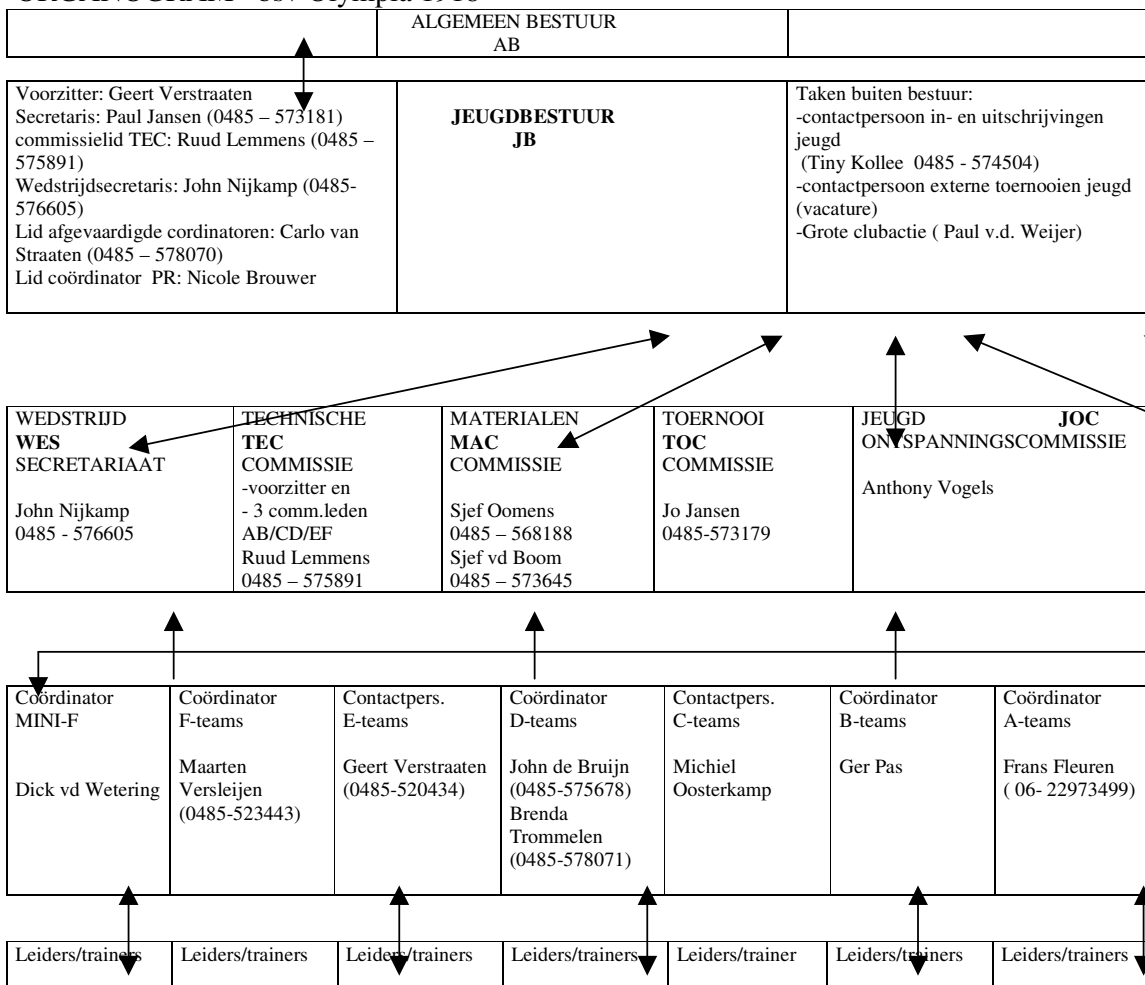 ALGEMEEN BESTUUR
AB
Voorzitter: Geert Verstraaten
Secretaris: Paul Jansen (0485 – 573181)
commissielid TEC: Ruud Lemmens (0485 –
575891)
Wedstrijdsecretaris: John Nijkamp (0485-
576605)
Lid afgevaardigde cordinatoren: Carlo van
Straaten (0485 – 578070)
Lid coördinator  PR: Nicole Brouwer
JEUGDBESTUUR
JB
Taken buiten bestuur:
-contactpersoon in- en uitschrijvingen
jeugd
(Tiny Kollee  0485 - 574504)
-contactpersoon externe toernooien jeugd
(vacature)
-Grote clubactie ( Paul v.d. Weijer)
WEDSTRIJD
WES
SECRETARIAAT
John Nijkamp
0485 - 576605
TECHNISCHE
TEC
COMMISSIE
-voorzitter en
- 3 comm.leden
AB/CD/EF
Ruud Lemmens
0485 – 575891
MATERIALEN
MAC
COMMISSIE
Sjef Oomens
0485 – 568188
Sjef vd Boom
0485 – 573645
TOERNOOI
TOC
COMMISSIE
Jo Jansen
0485-573179
JEUGD JOC
ONTSPANNINGSCOMMISSIE
Anthony Vogels
Coördinator
MINI-F
Dick vd Wetering
Coördinator
F-teams
Maarten
Versleijen
(0485-523443)
Contactpers.
E-teams
Geert Verstraaten
(0485-520434)
Coördinator
D-teams
John de Bruijn
(0485-575678)
Brenda
Trommelen
(0485-578071)
Contactpers.
C-teams
Michiel
Oosterkamp
Coördinator
B-teams
Ger Pas
Coördinator
A-teams
Frans Fleuren
( 06- 22973499)
Leiders/trainers
Leiders/trainers
Leiders/trainers
Leiders/trainers
Leiders/trainer
Leiders/trainers
Leiders/trainers